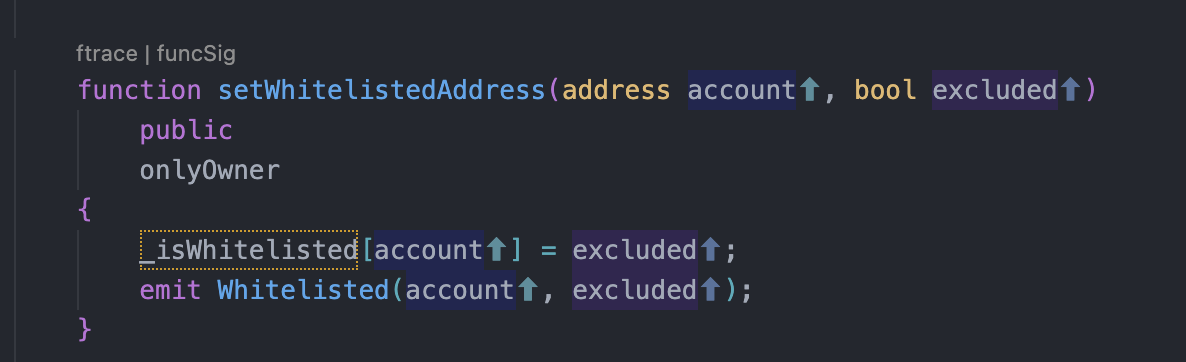 ftrace | funcSig
function setWhitelistedAddress(address account⬆, bool excluded⬆)
public
onlyOwner
{
_isWhitelisted[account⬆] = excluded⬆;
emit Whitelisted(account⬆, excluded⬆);
}